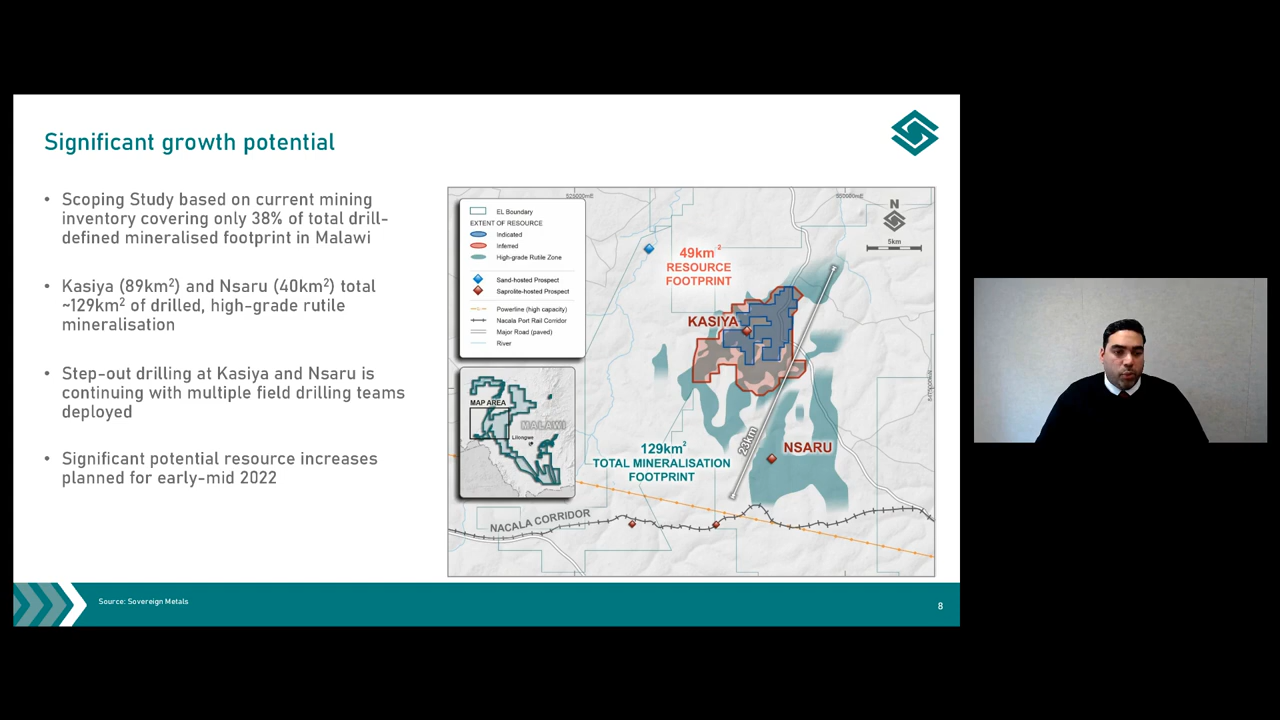 Significant growth potential
• Scoping Study based on current mining
inventory covering only 38% of total drill-
defined mineralised footprint in Malawi
• Kasiya (89km²) and Nsaru (40km²) total
~129km² of drilled, high-grade rutile
mineralisation
• Step-out drilling at Kasiya and Nsaru is
continuing with multiple field drilling teams
deployed
• Significant potential resource increases
planned for early-mid 2022
EL Boundary
EXTENT OF RESOURCE
Indicated
Inferred
High-grade Rutile Zone
Sand-hosted Prospect
Saprolite-hosted Prospect
Powerline (high capacity)
Nacala Port Rail Corridor
Major Road (paved)
River
MAP AREA
MALAWI
Lilongwe
N
5km
49km²
RESOURCE
FOOTPRINT
KASIYA
23km
NSARU
129km²
TOTAL MINERALISATION
FOOTPRINT
NACALA CORRIDOR
Source: Sovereign Metals
8